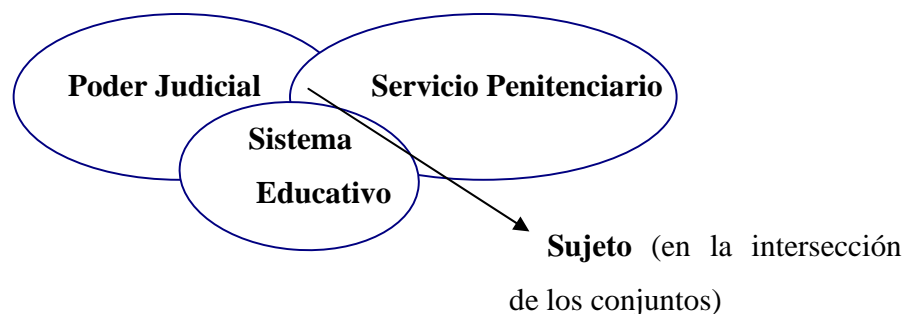 Poder Judicial
Servicio Penitenciario
Sistema
Educativo
Sujeto (en la intersección
de los conjuntos)